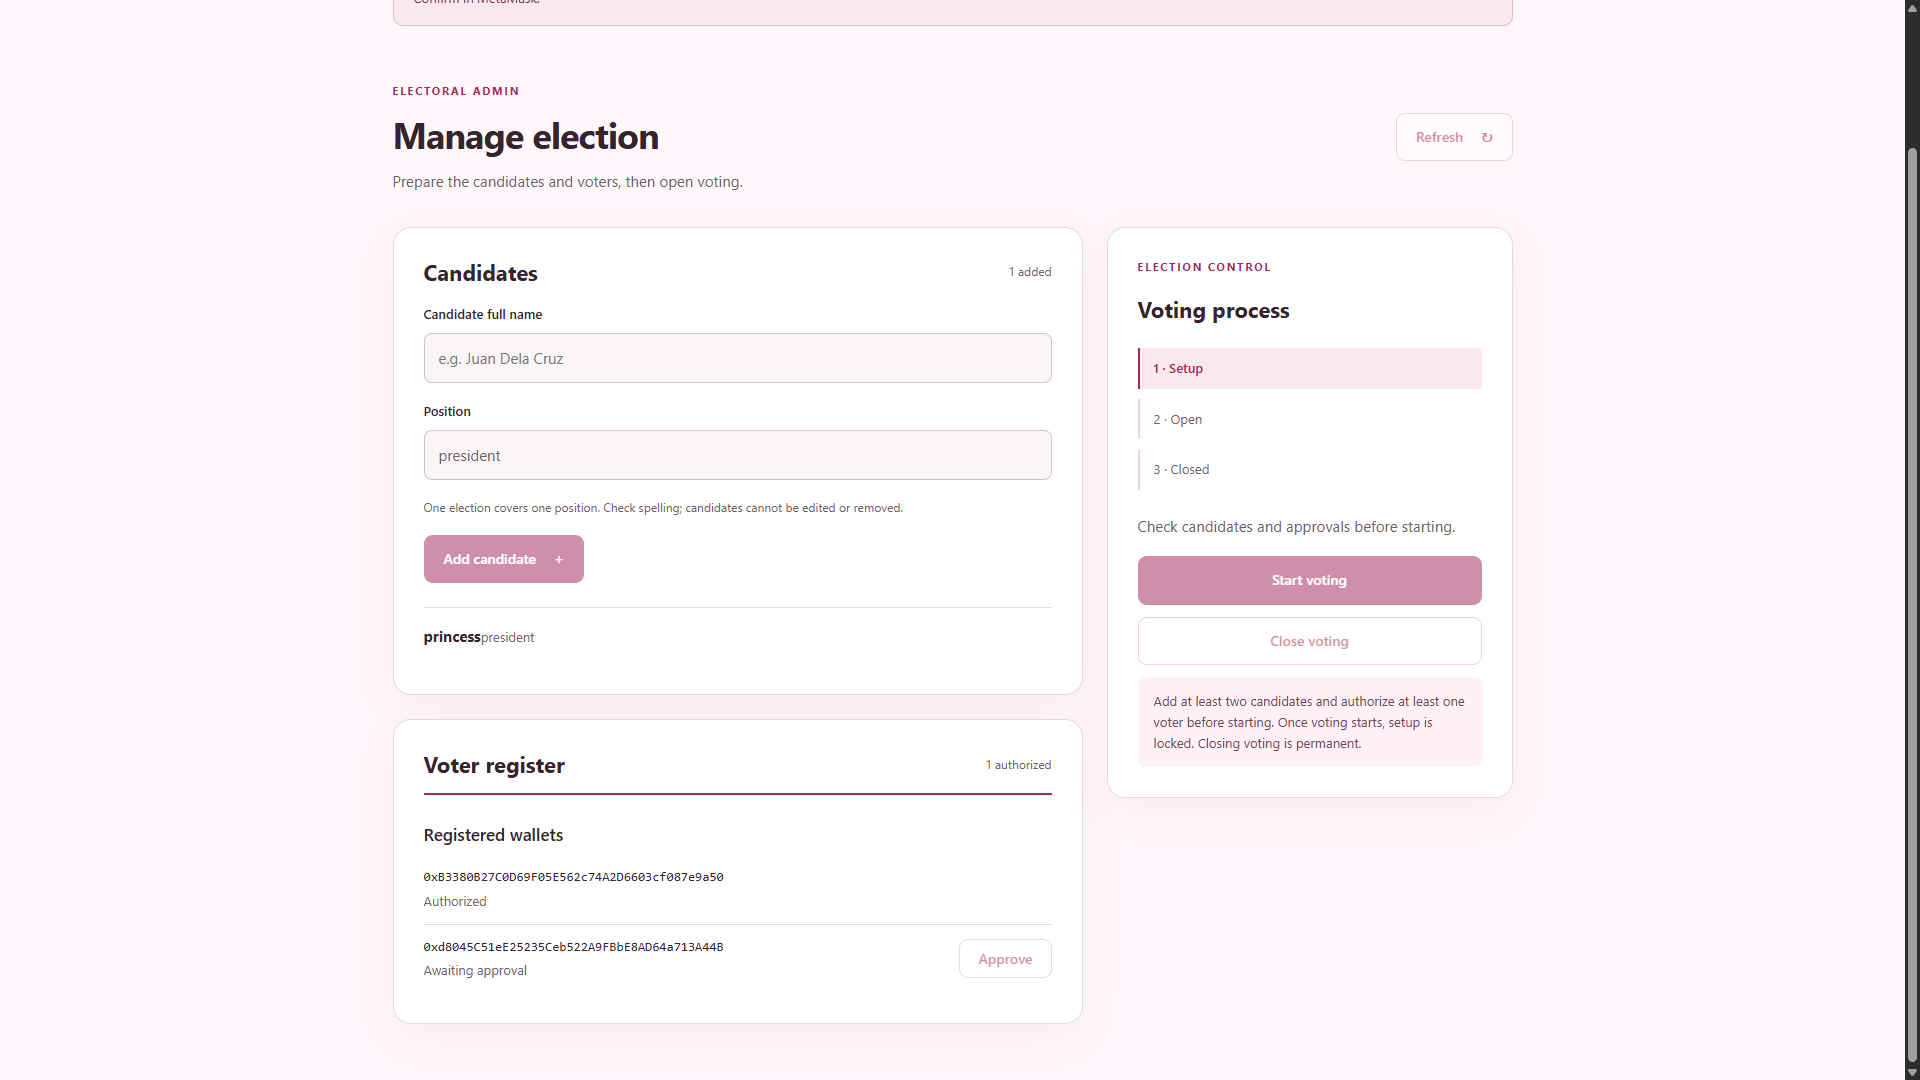 Confirm in MetaMask.
ELECTORAL ADMIN
Manage election
Refresh ↻
Prepare the candidates and voters, then open voting.
Candidates
1 added
Candidate full name
e.g. Juan Dela Cruz
Position
president
One election covers one position. Check spelling; candidates cannot be edited or removed.
Add candidate +
princesspresident
Voter register
1 authorized
Registered wallets
0xB3380B27C0D69F05E562c74A2D6603cf087e9a50
Authorized
0xd8045C51eE25235Ceb522A9FBbE8AD64a713A44B
Awaiting approval
Approve
ELECTION CONTROL
Voting process
1 · Setup
2 · Open
3 · Closed
Check candidates and approvals before starting.
Start voting
Close voting
Add at least two candidates and authorize at least one
voter before starting. Once voting starts, setup is
locked. Closing voting is permanent.